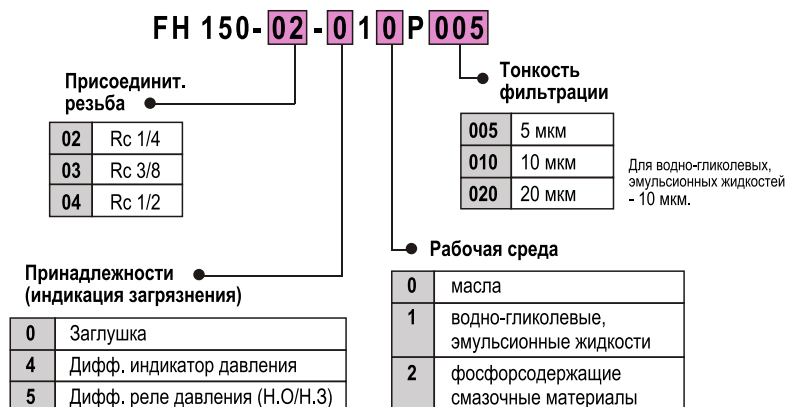 FH 150-02-010P005
Присоединит.
резьба
02 Rc 1/4
03 Rc 3/8
04 Rc 1/2
Тонкость
фильтрации
005 5 мкм
010 10 мкм
020 20 мкм
Для водно-гликолевых,
эмульсионных жидкостей
- 10 мкм.
Принадлежности
(индикация загрязнения)
0 Заглушка
4 Дифф. индикатор давления
5 Дифф. реле давления (Н.О/Н.З)
Рабочая среда
0 масла
1 водно-гликолевые,
эмульсионные жидкости
2 фосфорсодержащие
смазочные материалы